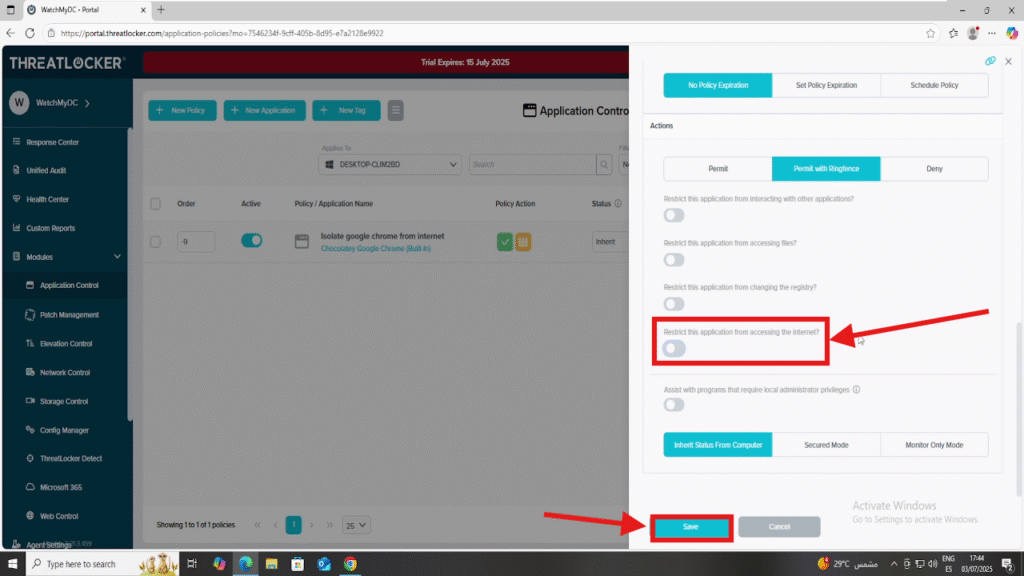 WatchMyDC - Portal
https://portal.threatlocker.com/application-policies?mo=7546234f-9cff-405b-8d95-e7a2128e9922
THREATLOCKER
Trial Expires: 15 July 2025
W WatchMyDC
Response Center
Unified Audit
Health Center
Custom Reports
Modules
Application Control
Patch Management
Elevation Control
Network Control
Storage Control
Config Manager
ThreatLocker Detect
Microsoft 365
Web Control
Agent Settings
+ New Policy
+ New Application
+ New Tag
Application Contro
Applies To
DESKTOP-CLIM2BD
Search
Order
Active
Policy / Application Name
Policy Action
Status
-9
Isolate google chrome from internet
Chocolatey Google Chrome (Built-In)
Inherit
Showing 1 to 1 of 1 policies
1
25
No Policy Expiration
Set Policy Expiration
Schedule Policy
Actions
Permit
Permit with Ringfence
Deny
Restrict this application from interacting with other applications?
Restrict this application from accessing files?
Restrict this application from changing the registry?
Restrict this application from accessing the internet?
Assist with programs that require local administrator privileges
Inherit Status From Computer
Secured Mode
Monitor Only Mode
Save
Cancel
Activate Windows
Go to Settings to activate Windows.
Type here to search
29°C مشمس
ENG
ES
17:44
03/07/2025